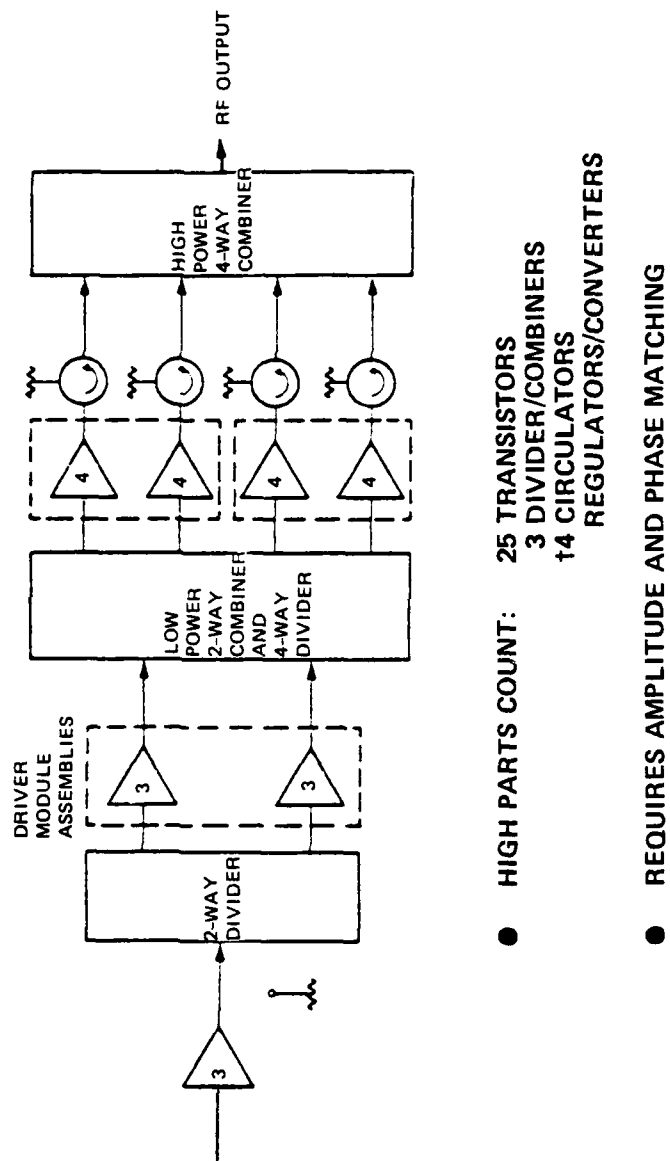 3
2-WAY
DIVIDER
DRIVER
MODULE
ASSEMBLIES
3
3
LOW
POWER
2-WAY
COMBINER
AND
4-WAY
DIVIDER
4
4
4
4
HIGH
POWER
4-WAY
COMBINER
RF OUTPUT
● HIGH PARTS COUNT: 25 TRANSISTORS
3 DIVIDER/COMBINERS
†4 CIRCULATORS
REGULATORS/CONVERTERS
● REQUIRES AMPLITUDE AND PHASE MATCHING